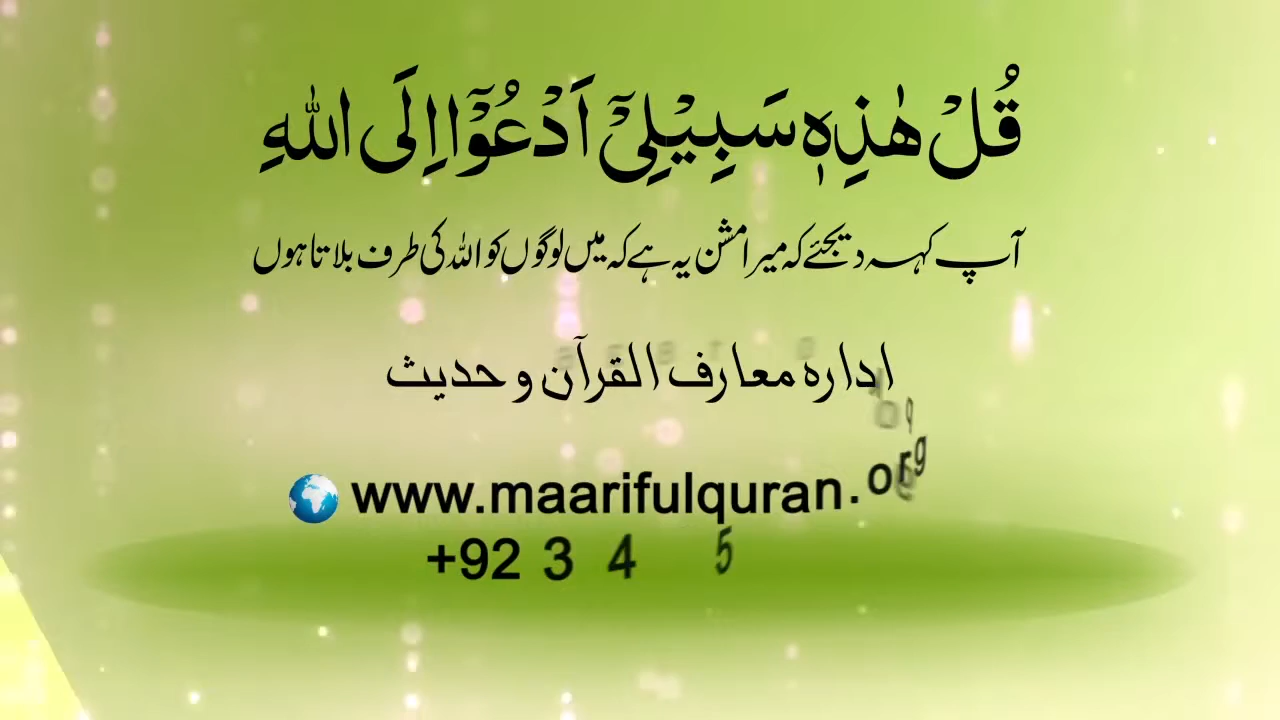 قُلْ هٰذِهٖ سَبِیْلِیْۤ اَدْعُوْۤا اِلَی اللّٰہِ
آپ کہہ دیجئے کہ میرا مشن یہ ہے کہ میں لوگوں کو اللہ کی طرف بلاتا ہوں
ادارہ معارف القرآن و حدیث
www.maarifulquran.org
+92 3 4 5